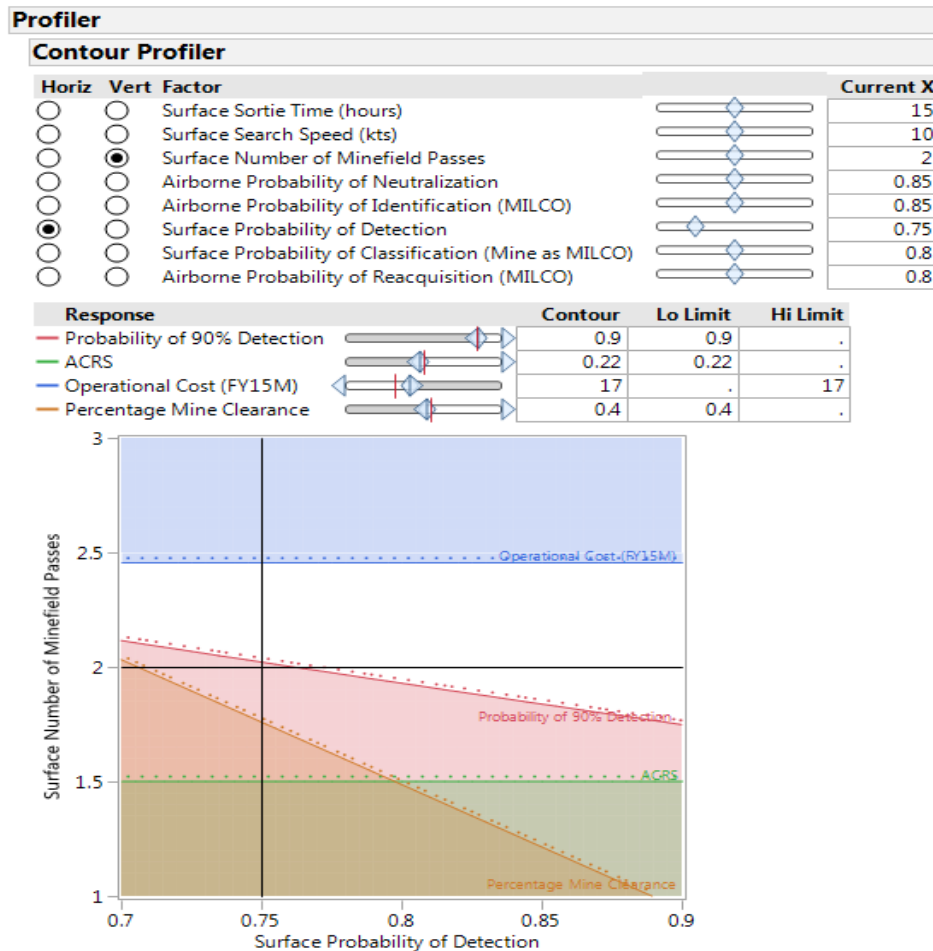 Profiler
Contour Profiler
Horiz Vert Factor Current X
Surface Sortie Time (hours) 15
Surface Search Speed (kts) 10
Surface Number of Minefield Passes 2
Airborne Probability of Neutralization 0.85
Airborne Probability of Identification (MILCO) 0.85
Surface Probability of Detection 0.75
Surface Probability of Classification (Mine as MILCO) 0.8
Airborne Probability of Reacquisition (MILCO) 0.8
Response Contour Lo Limit Hi Limit
Probability of 90% Detection 0.9 0.9 .
ACRS 0.22 0.22 .
Operational Cost (FY15M) 17 . 17
Percentage Mine Clearance 0.4 0.4 .
3
2.5
2
1.5
1
Surface Number of Minefield Passes
Operational Cost (FY15M)
Probability of 90% Detection
ACRS
Percentage Mine Clearance
0.7 0.75 0.8 0.85 0.9
Surface Probability of Detection